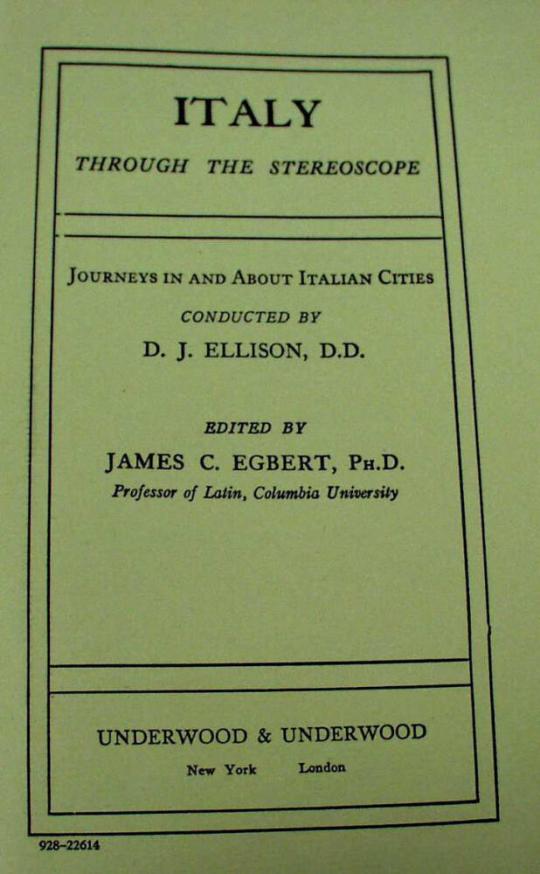 ITALY
THROUGH THE STEREOSCOPE
JOURNEYS IN AND ABOUT ITALIAN CITIES
CONDUCTED BY
D. J. ELLISON, D.D.
EDITED BY
JAMES C. EGBERT, PH.D.
Professor of Latin, Columbia University
UNDERWOOD & UNDERWOOD
New York London
928-22614